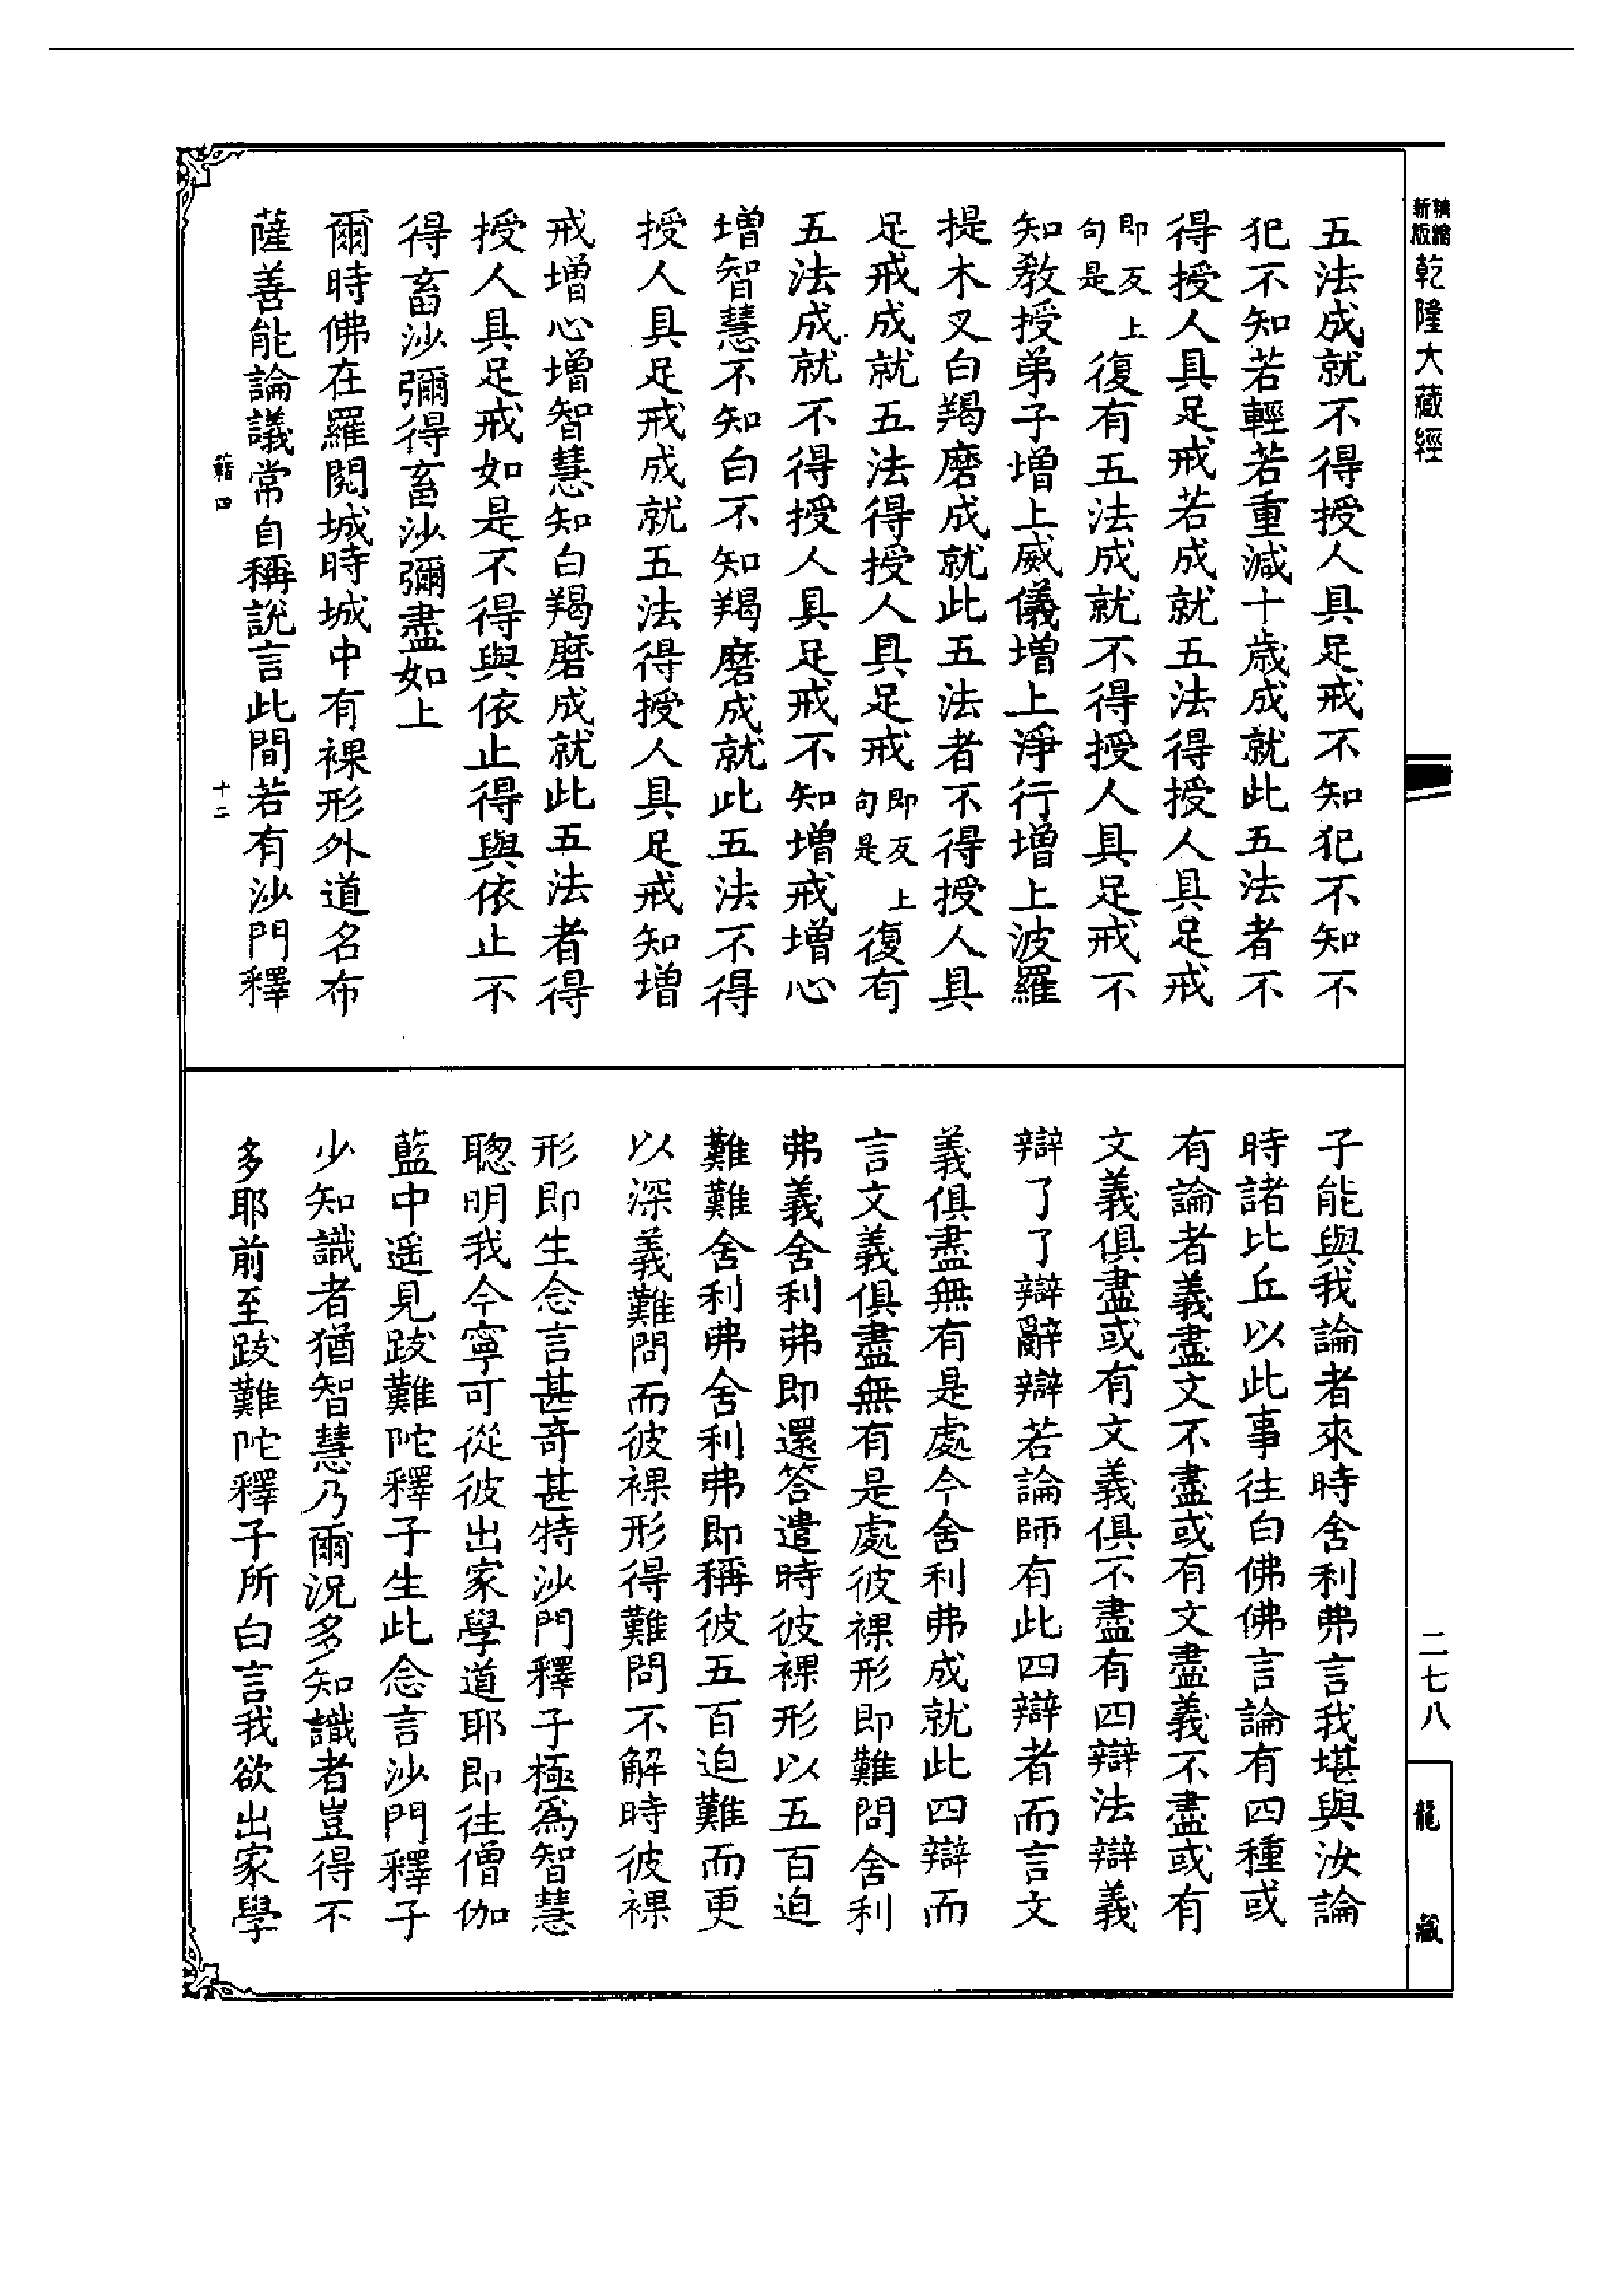 新版
精繪
乾隆大藏經
二七八
龍藏
五法成就不得授人具足戒不知犯不知不
犯不知若輕若重減十歲成就此五法者不
得授人具足戒若成就五法得授人具足戒
即反上句是復有五法成就不得授人具足戒不
知教授弟子增上威儀增上淨行增上波羅
提木叉白羯磨成就此五法者不得授人具
足戒成就五法得授人具足戒即反上句是復有
五法成就不得授人具足戒不知增戒增心
增智慧不知白不知羯磨成就此五法不得
授人具足戒成就五法得授人具足戒知增
戒增心增智慧知白羯磨成就此五法者得
授人具足戒如是不得與依止得與依止不
得畜沙彌得畜沙彌盡如上
爾時佛在羅閱城時城中有裸形外道名布
薩善能論議常自稱說言此間若有沙門釋
籍四
十二
子能與我論者來時舍利弗言我堪與汝論
時諸比丘以此事往白佛佛言論有四種或
有論者義盡文不盡或有文盡義不盡或有
文義俱盡或有文義俱不盡有四辯法辯義
辯了了辯辭辯若論師有此四辯者而言文
義俱盡無有是處今舍利弗成就此四辯而
言文義俱盡無有是處彼裸形即難問舍利
弗義舍利弗即還答遣時彼裸形以五百迫
難難舍利弗舍利弗即稱彼五百迫難而更
以深義難問而彼裸形得難問不解時彼裸
形即生念言甚奇甚特沙門釋子極為智慧
聰明我今寧可從彼出家學道耶即往僧伽
藍中遥見跋難陀釋子生此念言沙門釋子
少知識者猶智慧乃爾況多知識者豈得不
多耶前至跋難陀釋子所白言我欲出家學